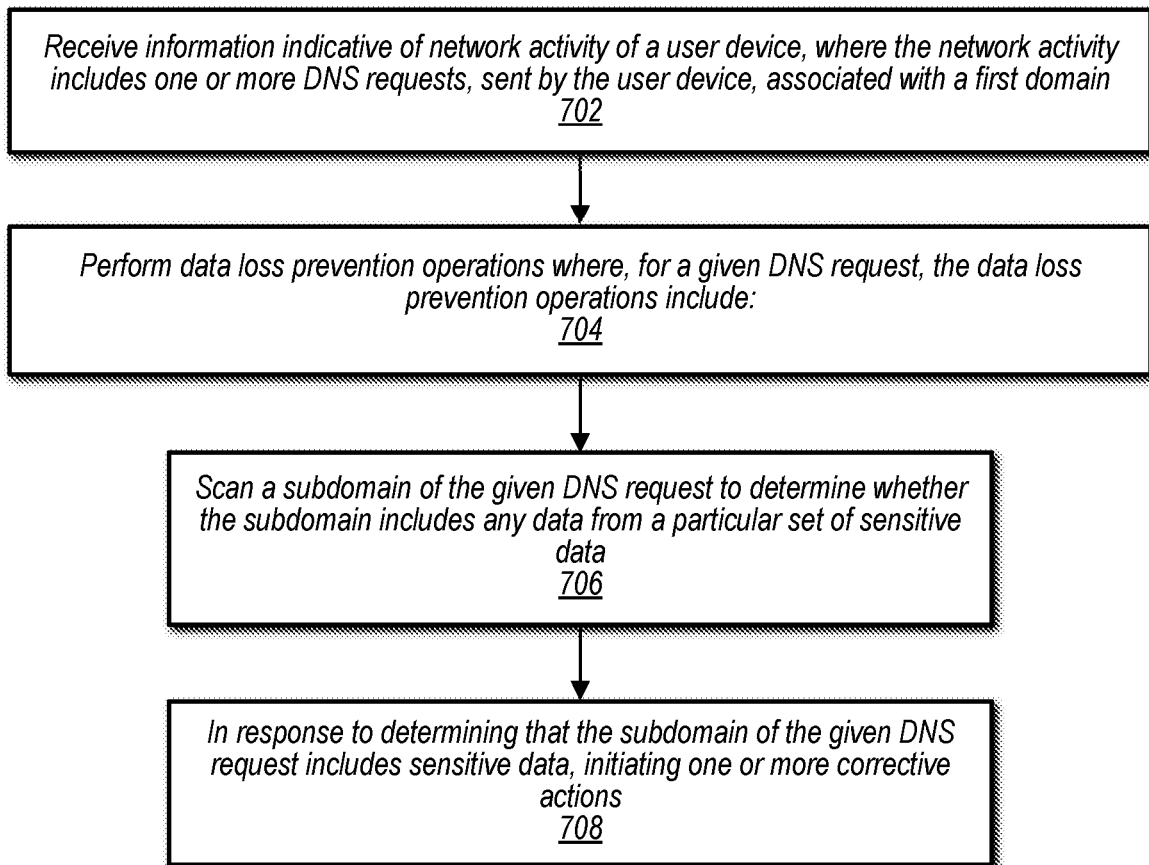 Receive information indicative of network activity of a user device, where the network activity
includes one or more DNS requests, sent by the user device, associated with a first domain
702
Perform data loss prevention operations where, for a given DNS request, the data loss
prevention operations include:
704
Scan a subdomain of the given DNS request to determine whether
the subdomain includes any data from a particular set of sensitive
data
706
In response to determining that the subdomain of the given DNS
request includes sensitive data, initiating one or more corrective
actions
708